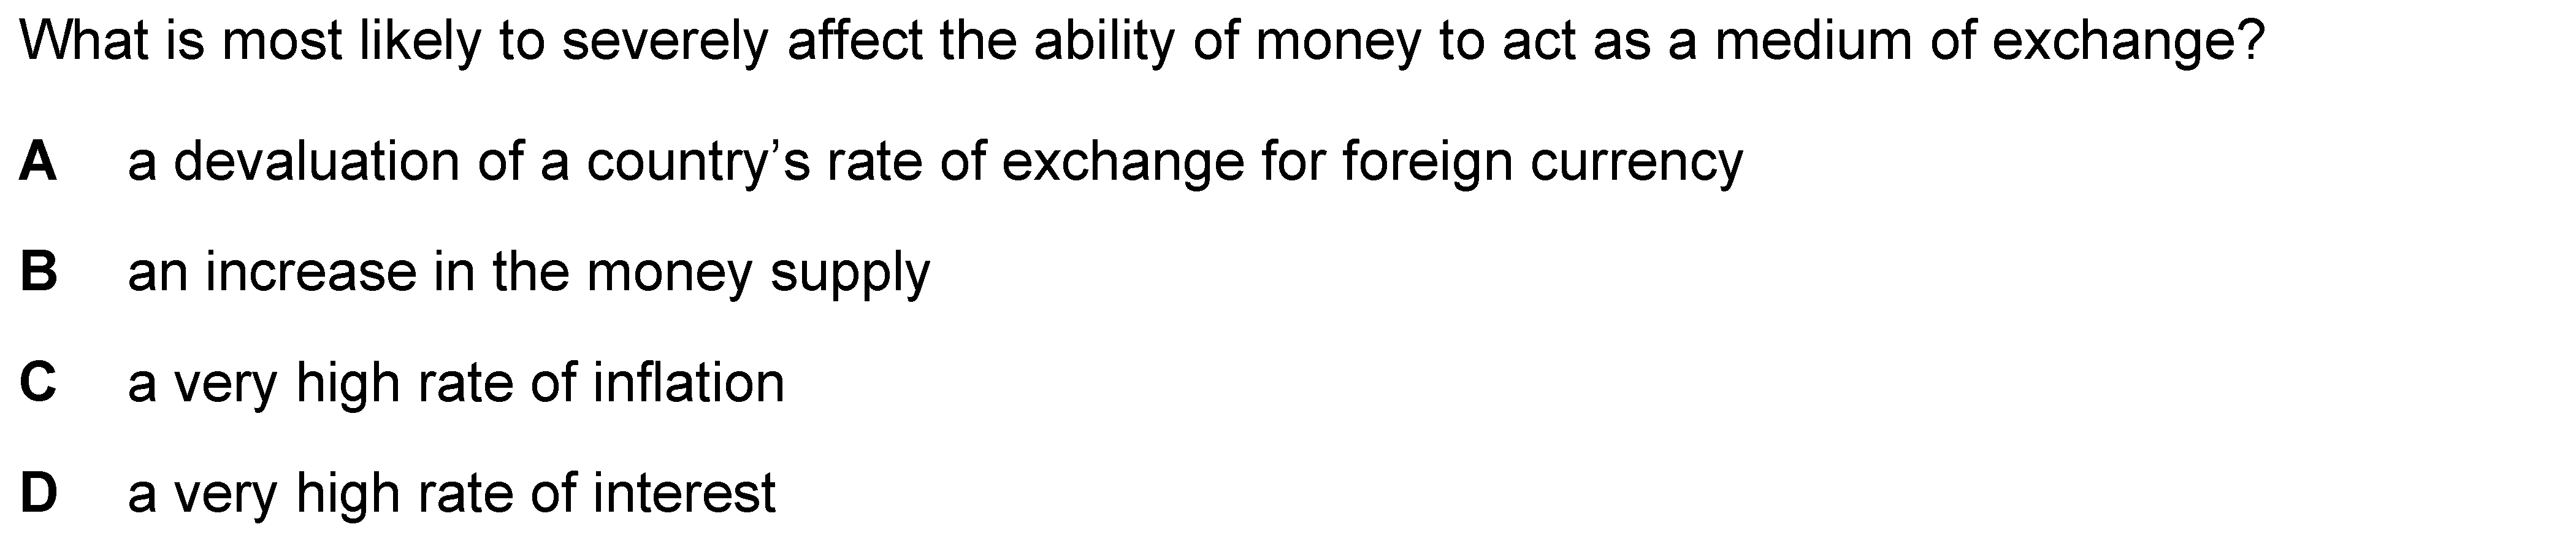 What is most likely to severely affect the ability of money to act as a medium of exchange?
A a devaluation of a country’s rate of exchange for foreign currency
B an increase in the money supply
C a very high rate of inflation
D a very high rate of interest